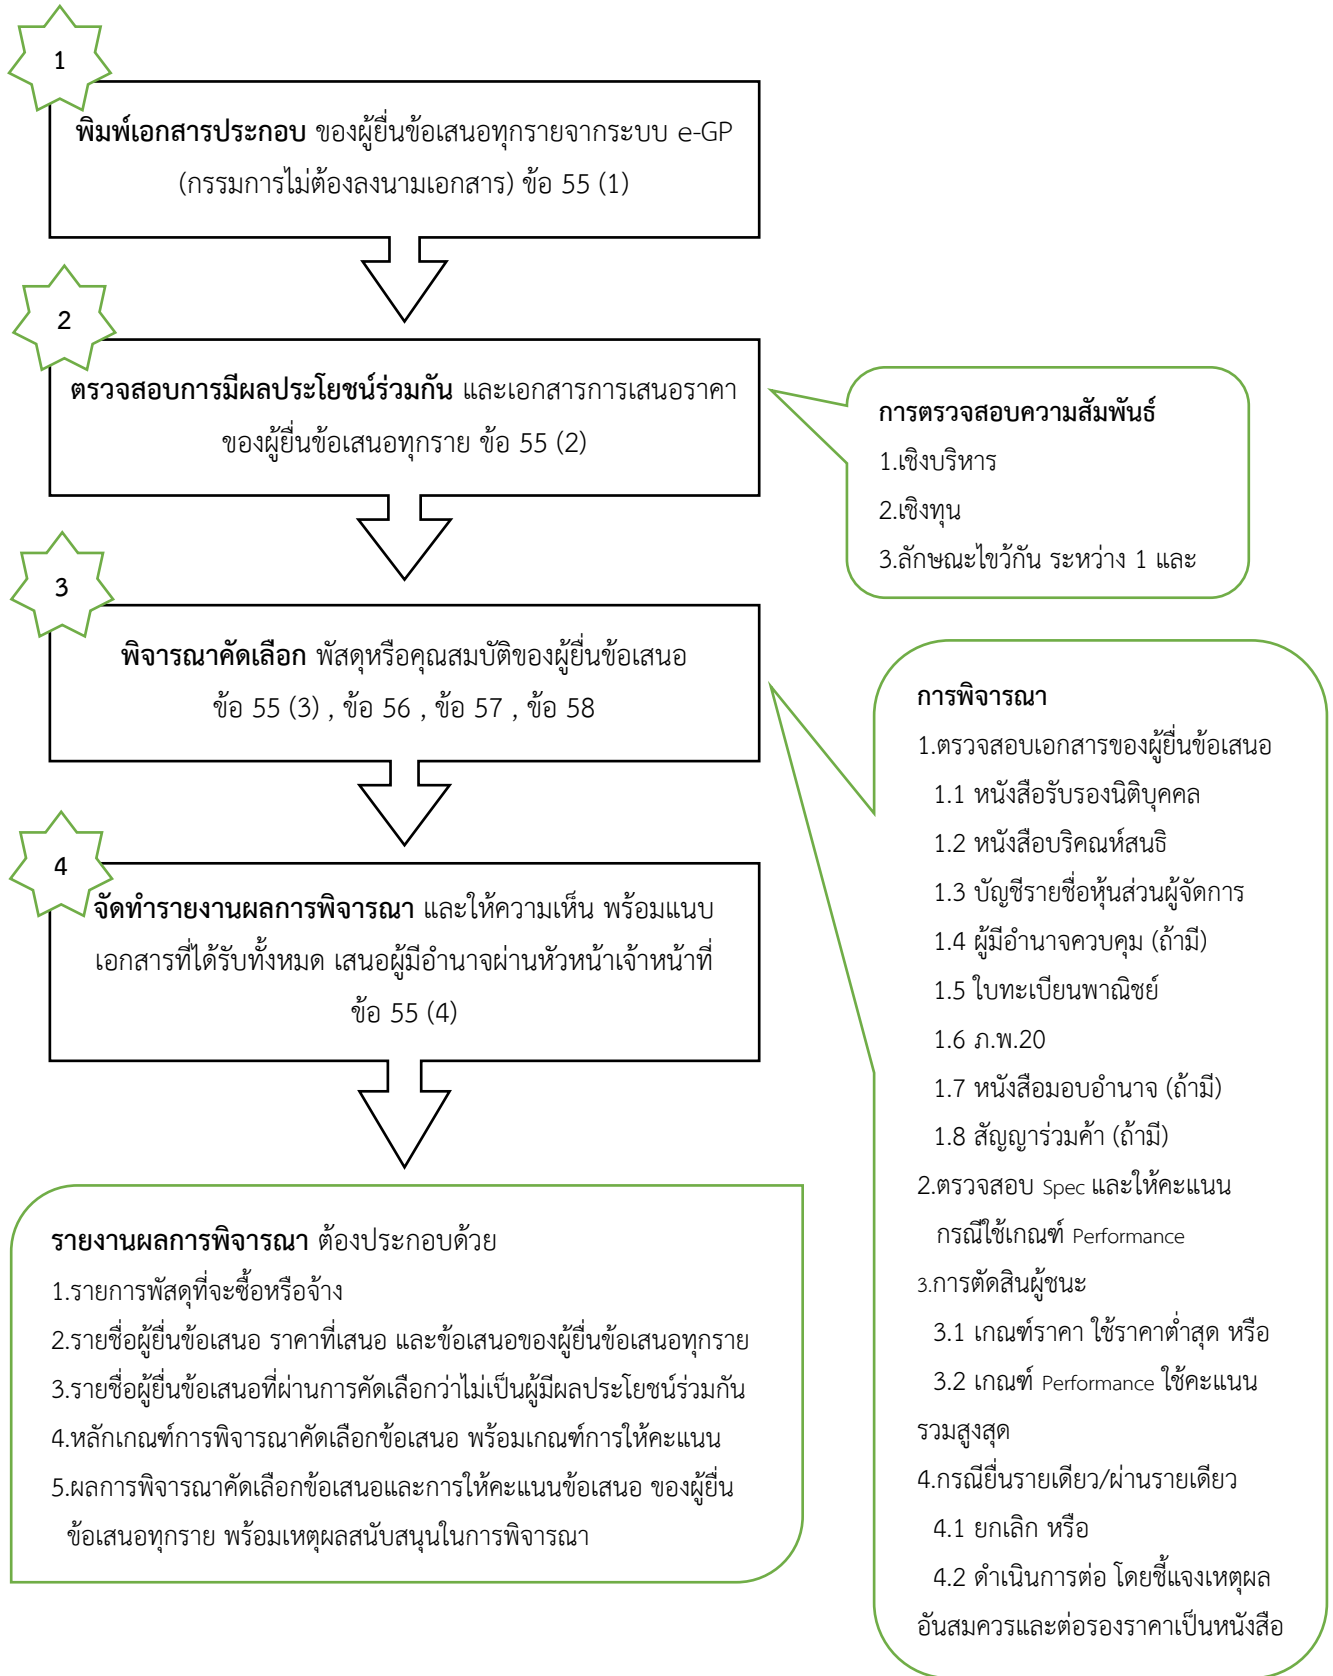 1
พิมพ์เอกสารประกอบ ของผู้ยื่นข้อเสนอทุกรายจากระบบ e-GP
(กรรมการไม่ต้องลงนามเอกสาร) ข้อ 55 (1)
2
ตรวจสอบการมีผลประโยชน์ร่วมกัน และเอกสารการเสนอราคา
ของผู้ยื่นข้อเสนอทุกราย ข้อ 55 (2)
การตรวจสอบความสัมพันธ์
1.เชิงบริหาร
2.เชิงทุน
3.ลักษณะไขว้กัน ระหว่าง 1 และ
3
พิจารณาคัดเลือก พัสดุหรือคุณสมบัติของผู้ยื่นข้อเสนอ
ข้อ 55 (3) , ข้อ 56 , ข้อ 57 , ข้อ 58
การพิจารณา
1.ตรวจสอบเอกสารของผู้ยื่นข้อเสนอ
1.1 หนังสือรับรองนิติบุคคล
1.2 หนังสือบริคณห์สนธิ
1.3 บัญชีรายชื่อหุ้นส่วนผู้จัดการ
1.4 ผู้มีอำนาจควบคุม (ถ้ามี)
1.5 ใบทะเบียนพาณิชย์
1.6 ภ.พ.20
1.7 หนังสือมอบอำนาจ (ถ้ามี)
1.8 สัญญาร่วมค้า (ถ้ามี)
2.ตรวจสอบ Spec และให้คะแนน
กรณีใช้เกณฑ์ Performance
3.การตัดสินผู้ชนะ
3.1 เกณฑ์ราคา ใช้ราคาต่ำสุด หรือ
3.2 เกณฑ์ Performance ใช้คะแนน
รวมสูงสุด
4.กรณียื่นรายเดียว/ผ่านรายเดียว
4.1 ยกเลิก หรือ
4.2 ดำเนินการต่อ โดยชี้แจงเหตุผล
อันสมควรและต่อรองราคาเป็นหนังสือ
4
จัดทำรายงานผลการพิจารณา และให้ความเห็น พร้อมแนบ
เอกสารที่ได้รับทั้งหมด เสนอผู้มีอำนาจผ่านหัวหน้าเจ้าหน้าที่
ข้อ 55 (4)
รายงานผลการพิจารณา ต้องประกอบด้วย
1.รายการพัสดุที่จะซื้อหรือจ้าง
2.รายชื่อผู้ยื่นข้อเสนอ ราคาที่เสนอ และข้อเสนอของผู้ยื่นข้อเสนอทุกราย
3.รายชื่อผู้ยื่นข้อเสนอที่ผ่านการคัดเลือกว่าไม่เป็นผู้มีผลประโยชน์ร่วมกัน
4.หลักเกณฑ์การพิจารณาคัดเลือกข้อเสนอ พร้อมเกณฑ์การให้คะแนน
5.ผลการพิจารณาคัดเลือกข้อเสนอและการให้คะแนนข้อเสนอ ของผู้ยื่น
ข้อเสนอทุกราย พร้อมเหตุผลสนับสนุนในการพิจารณา